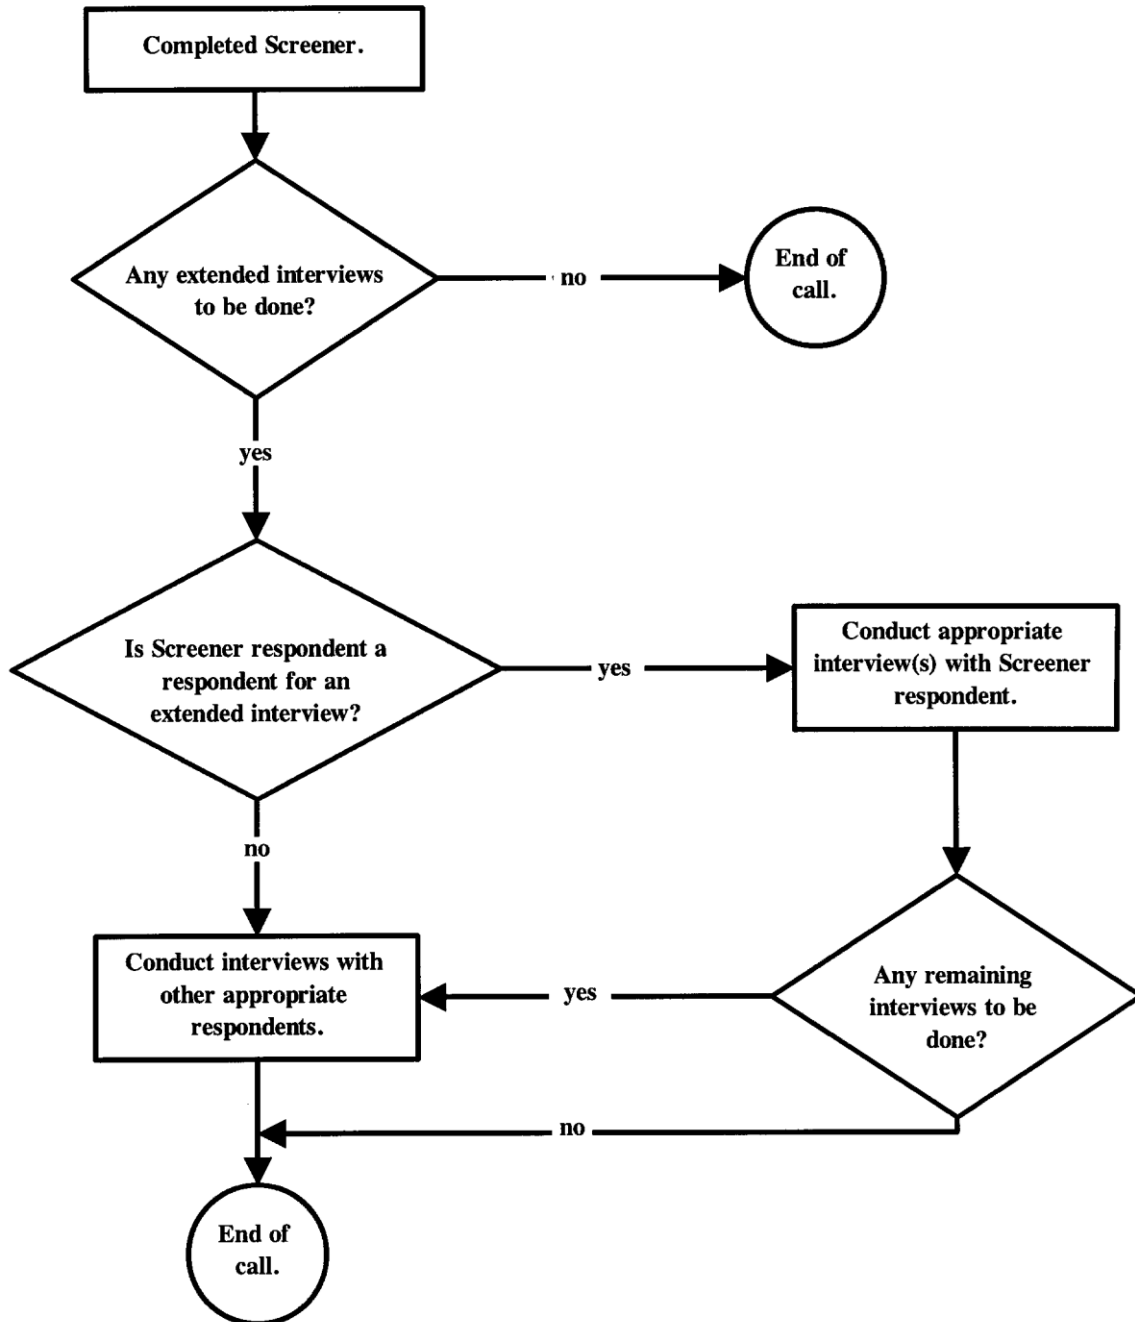 Completed Screener.
Any extended interviews
to be done?
no
End of
call.
yes
Is Screener respondent a
respondent for an
extended interview?
yes
Conduct appropriate
interview(s) with Screener
respondent.
no
Conduct interviews with
other appropriate
respondents.
yes
Any remaining
interviews to be
done?
no
End of
call.